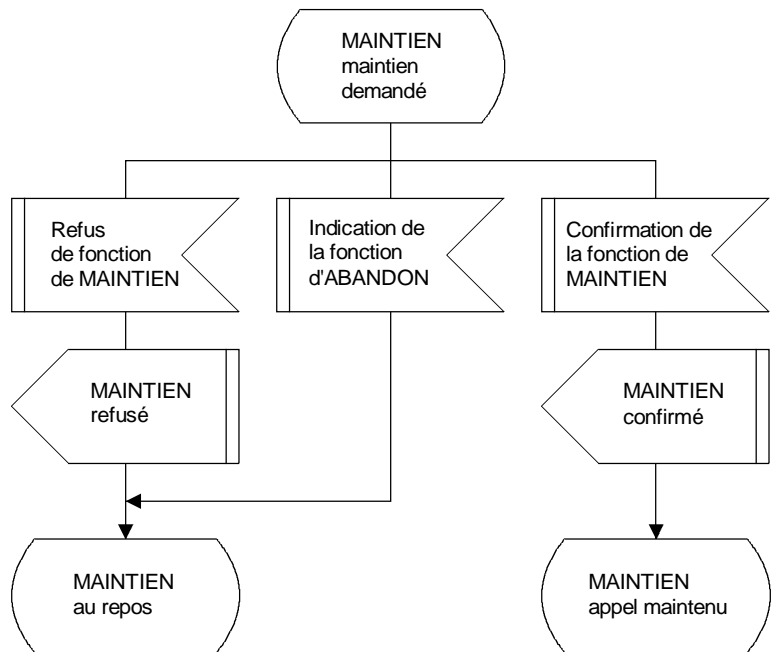 MAINTIEN
maintien
demandé
Refus
de fonction
de MAINTIEN
Indication de
la fonction
d'ABANDON
Confirmation de
la fonction de
MAINTIEN
MAINTIEN
refusé
MAINTIEN
confirmé
MAINTIEN
au repos
MAINTIEN
appel maintenu